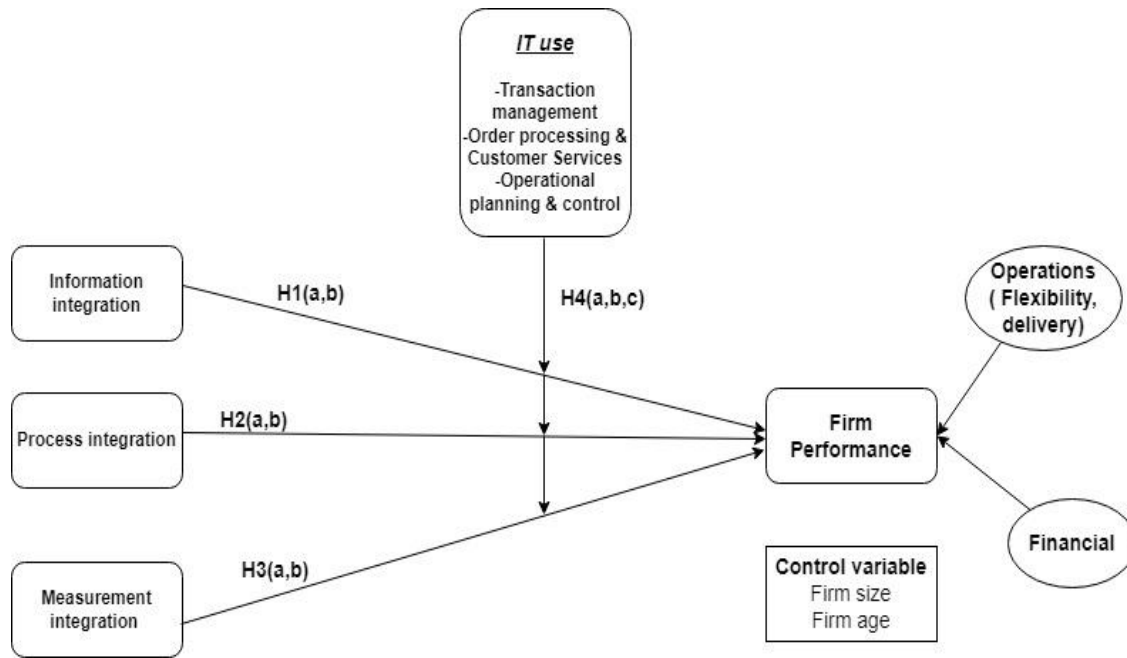 IT use
-Transaction
management
-Order processing &
Customer Services
-Operational
planning & control
Information
integration
H1(a,b)
H4(a,b,c)
Operations
( Flexibility,
delivery)
Process integration
H2(a,b)
Firm
Performance
Measurement
integration
H3(a,b)
Financial
Control variable
Firm size
Firm age